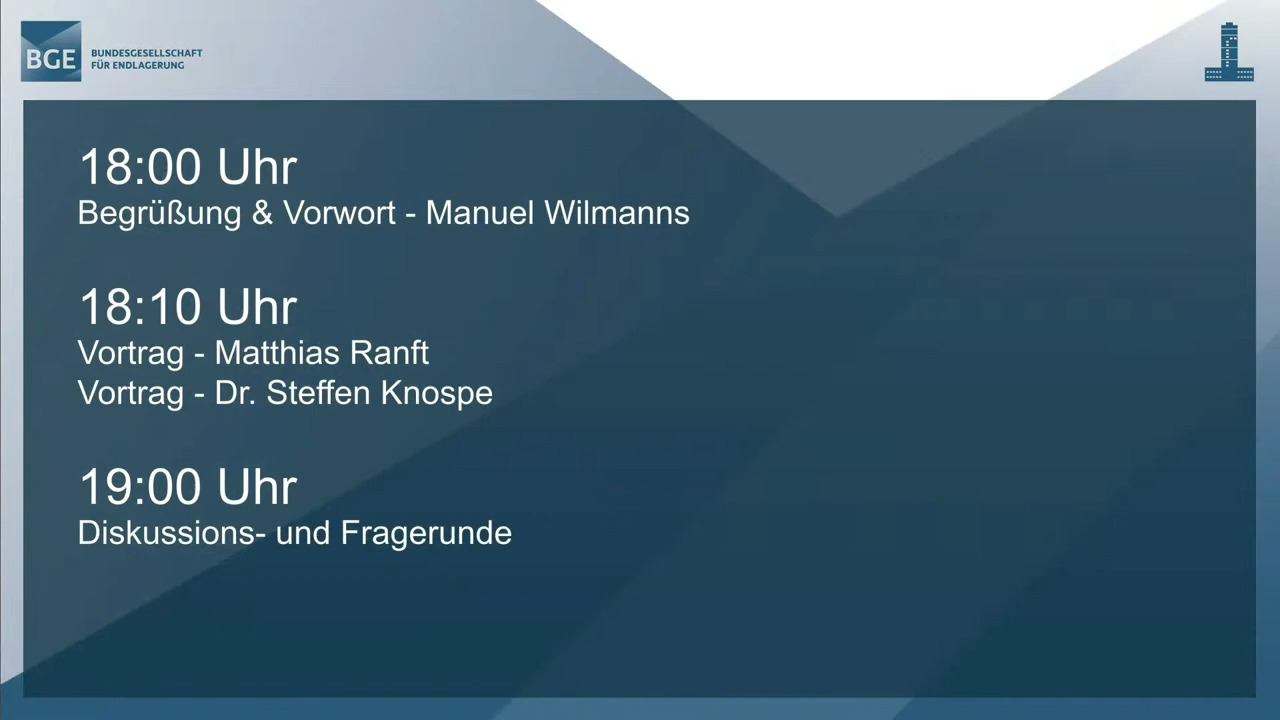 BGE
BUNDESGESELLSCHAFT
FÜR ENDLAGERUNG
18:00 Uhr
Begrüßung & Vorwort - Manuel Wilmanns
18:10 Uhr
Vortrag - Matthias Ranft
Vortrag - Dr. Steffen Knospe
19:00 Uhr
Diskussions- und Fragerunde